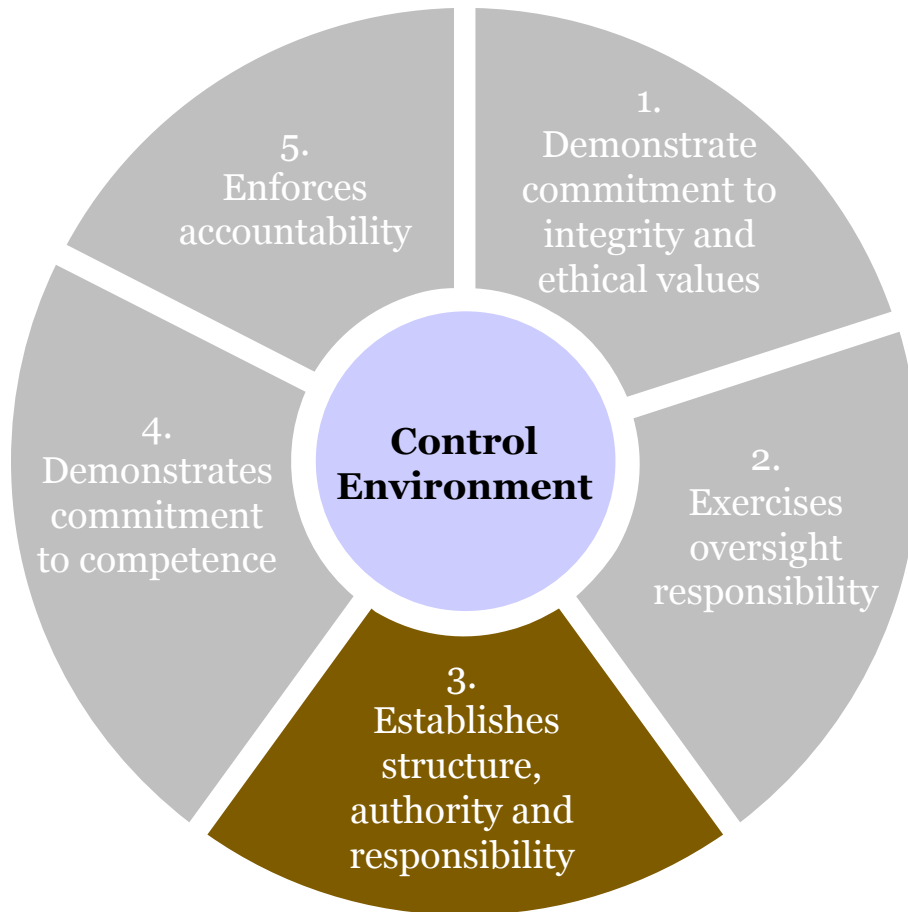 1.
Demonstrate
commitment to
integrity and
ethical values
2.
Exercises
oversight
responsibility
3.
Establishes
structure,
authority and
responsibility
4.
Demonstrates
commitment
to competence
5.
Enforces
accountability
Control
Environment